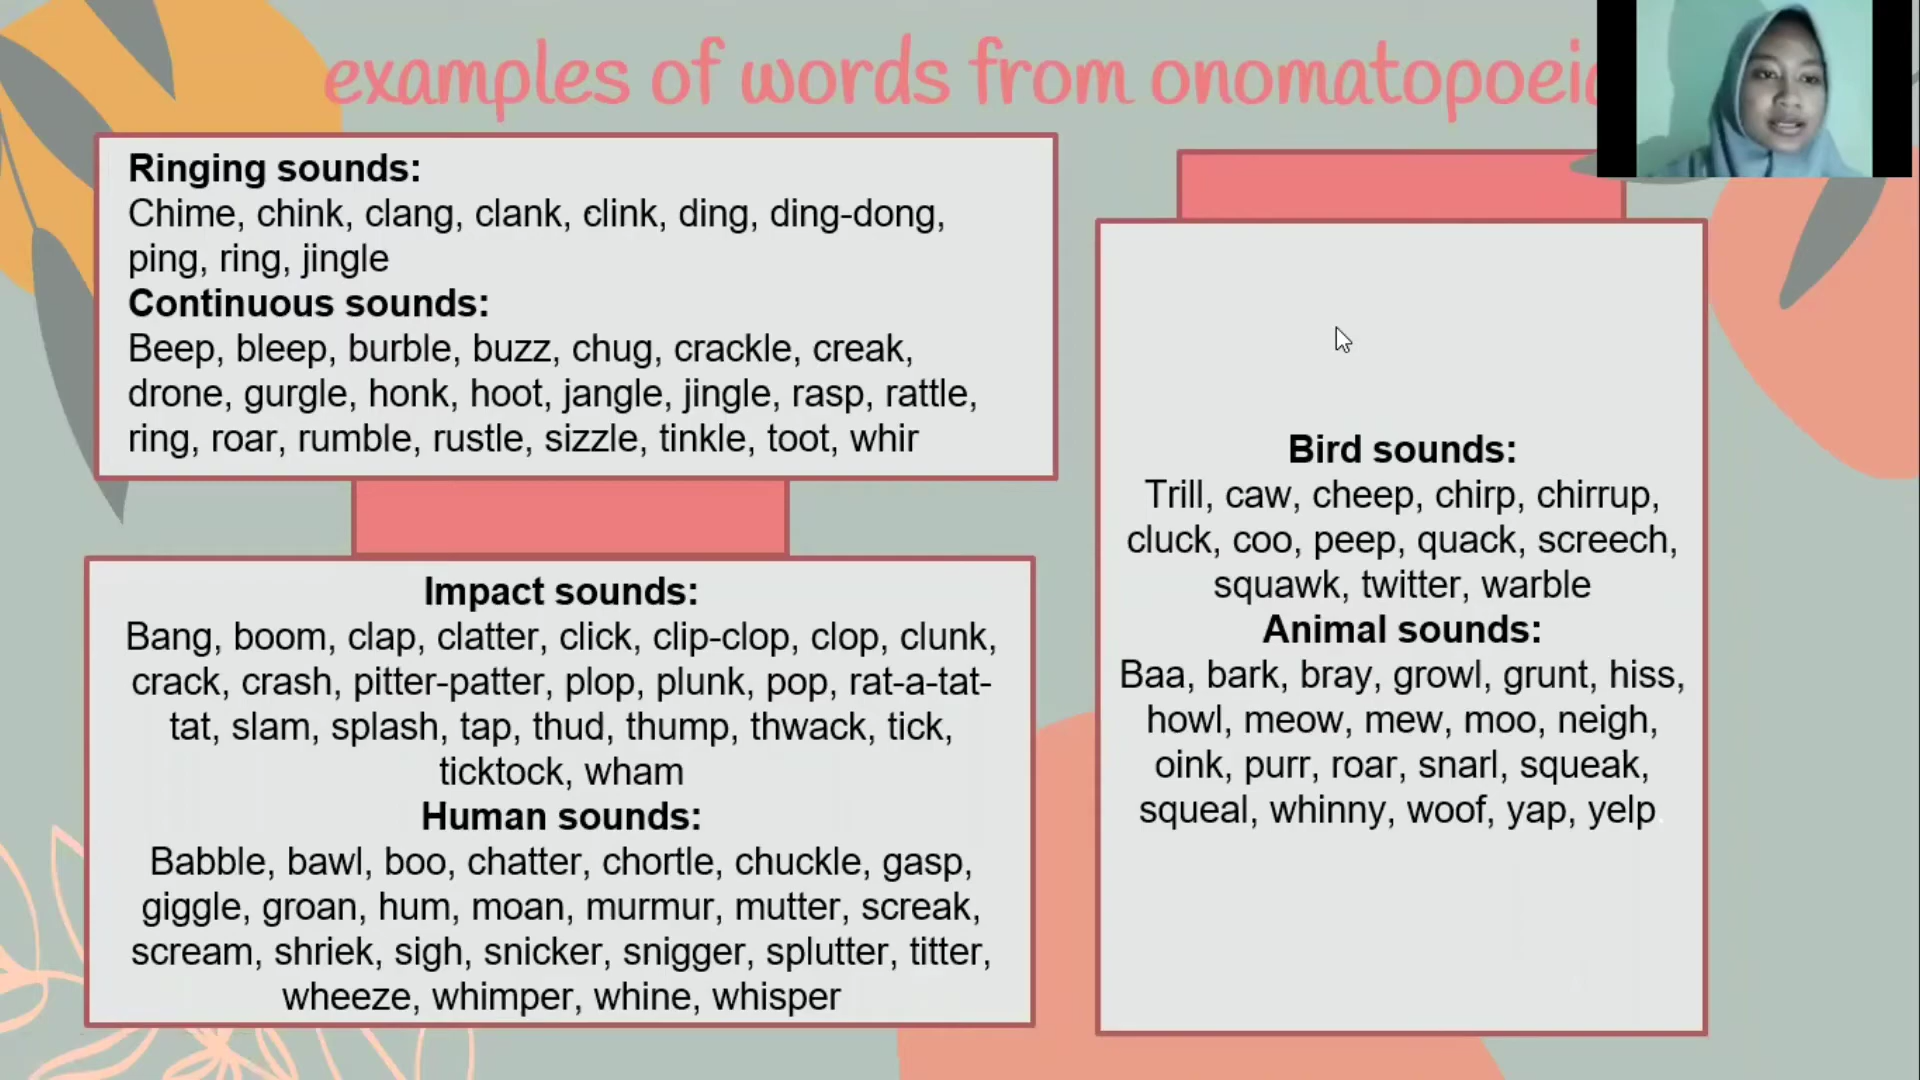 examples of words from onomatopoeia
Ringing sounds:
Chime, chink, clang, clank, clink, ding, ding-dong,
ping, ring, jingle
Continuous sounds:
Beep, bleep, burble, buzz, chug, crackle, creak,
drone, gurgle, honk, hoot, jangle, jingle, rasp, rattle,
ring, roar, rumble, rustle, sizzle, tinkle, toot, whir
Impact sounds:
Bang, boom, clap, clatter, click, clip-clop, clop, clunk,
crack, crash, pitter-patter, plop, plunk, pop, rat-a-tat-
tat, slam, splash, tap, thud, thump, thwack, tick,
ticktock, wham
Human sounds:
Babble, bawl, boo, chatter, chortle, chuckle, gasp,
giggle, groan, hum, moan, murmur, mutter, screak,
scream, shriek, sigh, snicker, snigger, splutter, titter,
wheeze, whimper, whine, whisper
Bird sounds:
Trill, caw, cheep, chirp, chirrup,
cluck, coo, peep, quack, screech,
squawk, twitter, warble
Animal sounds:
Baa, bark, bray, growl, grunt, hiss,
howl, meow, mew, moo, neigh,
oink, purr, roar, snarl, squeak,
squeal, whinny, woof, yap, yelp.